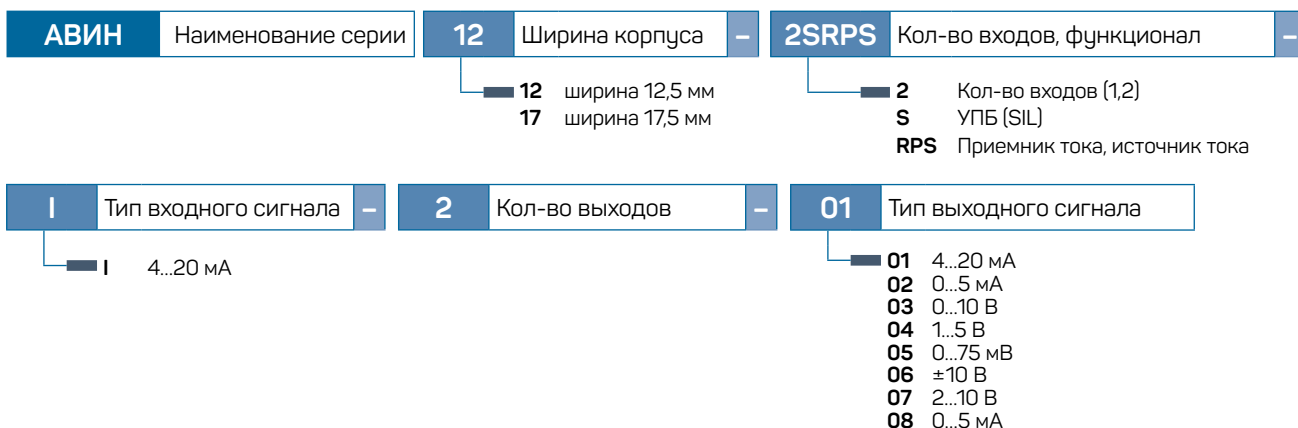 АВИН Наименование серии 12 Ширина корпуса – 2SRPS Кол-во входов, функционал –
12 ширина 12,5 мм
17 ширина 17,5 мм
2 Кол-во входов (1,2)
S УПБ (SIL)
RPS Приемник тока, источник тока
I Тип входного сигнала – 2 Кол-во выходов – 01 Тип выходного сигнала
I 4...20 мА
01 4...20 мА
02 0...5 мА
03 0...10 В
04 1...5 В
05 0...75 мВ
06 ±10 В
07 2...10 В
08 0...5 мА